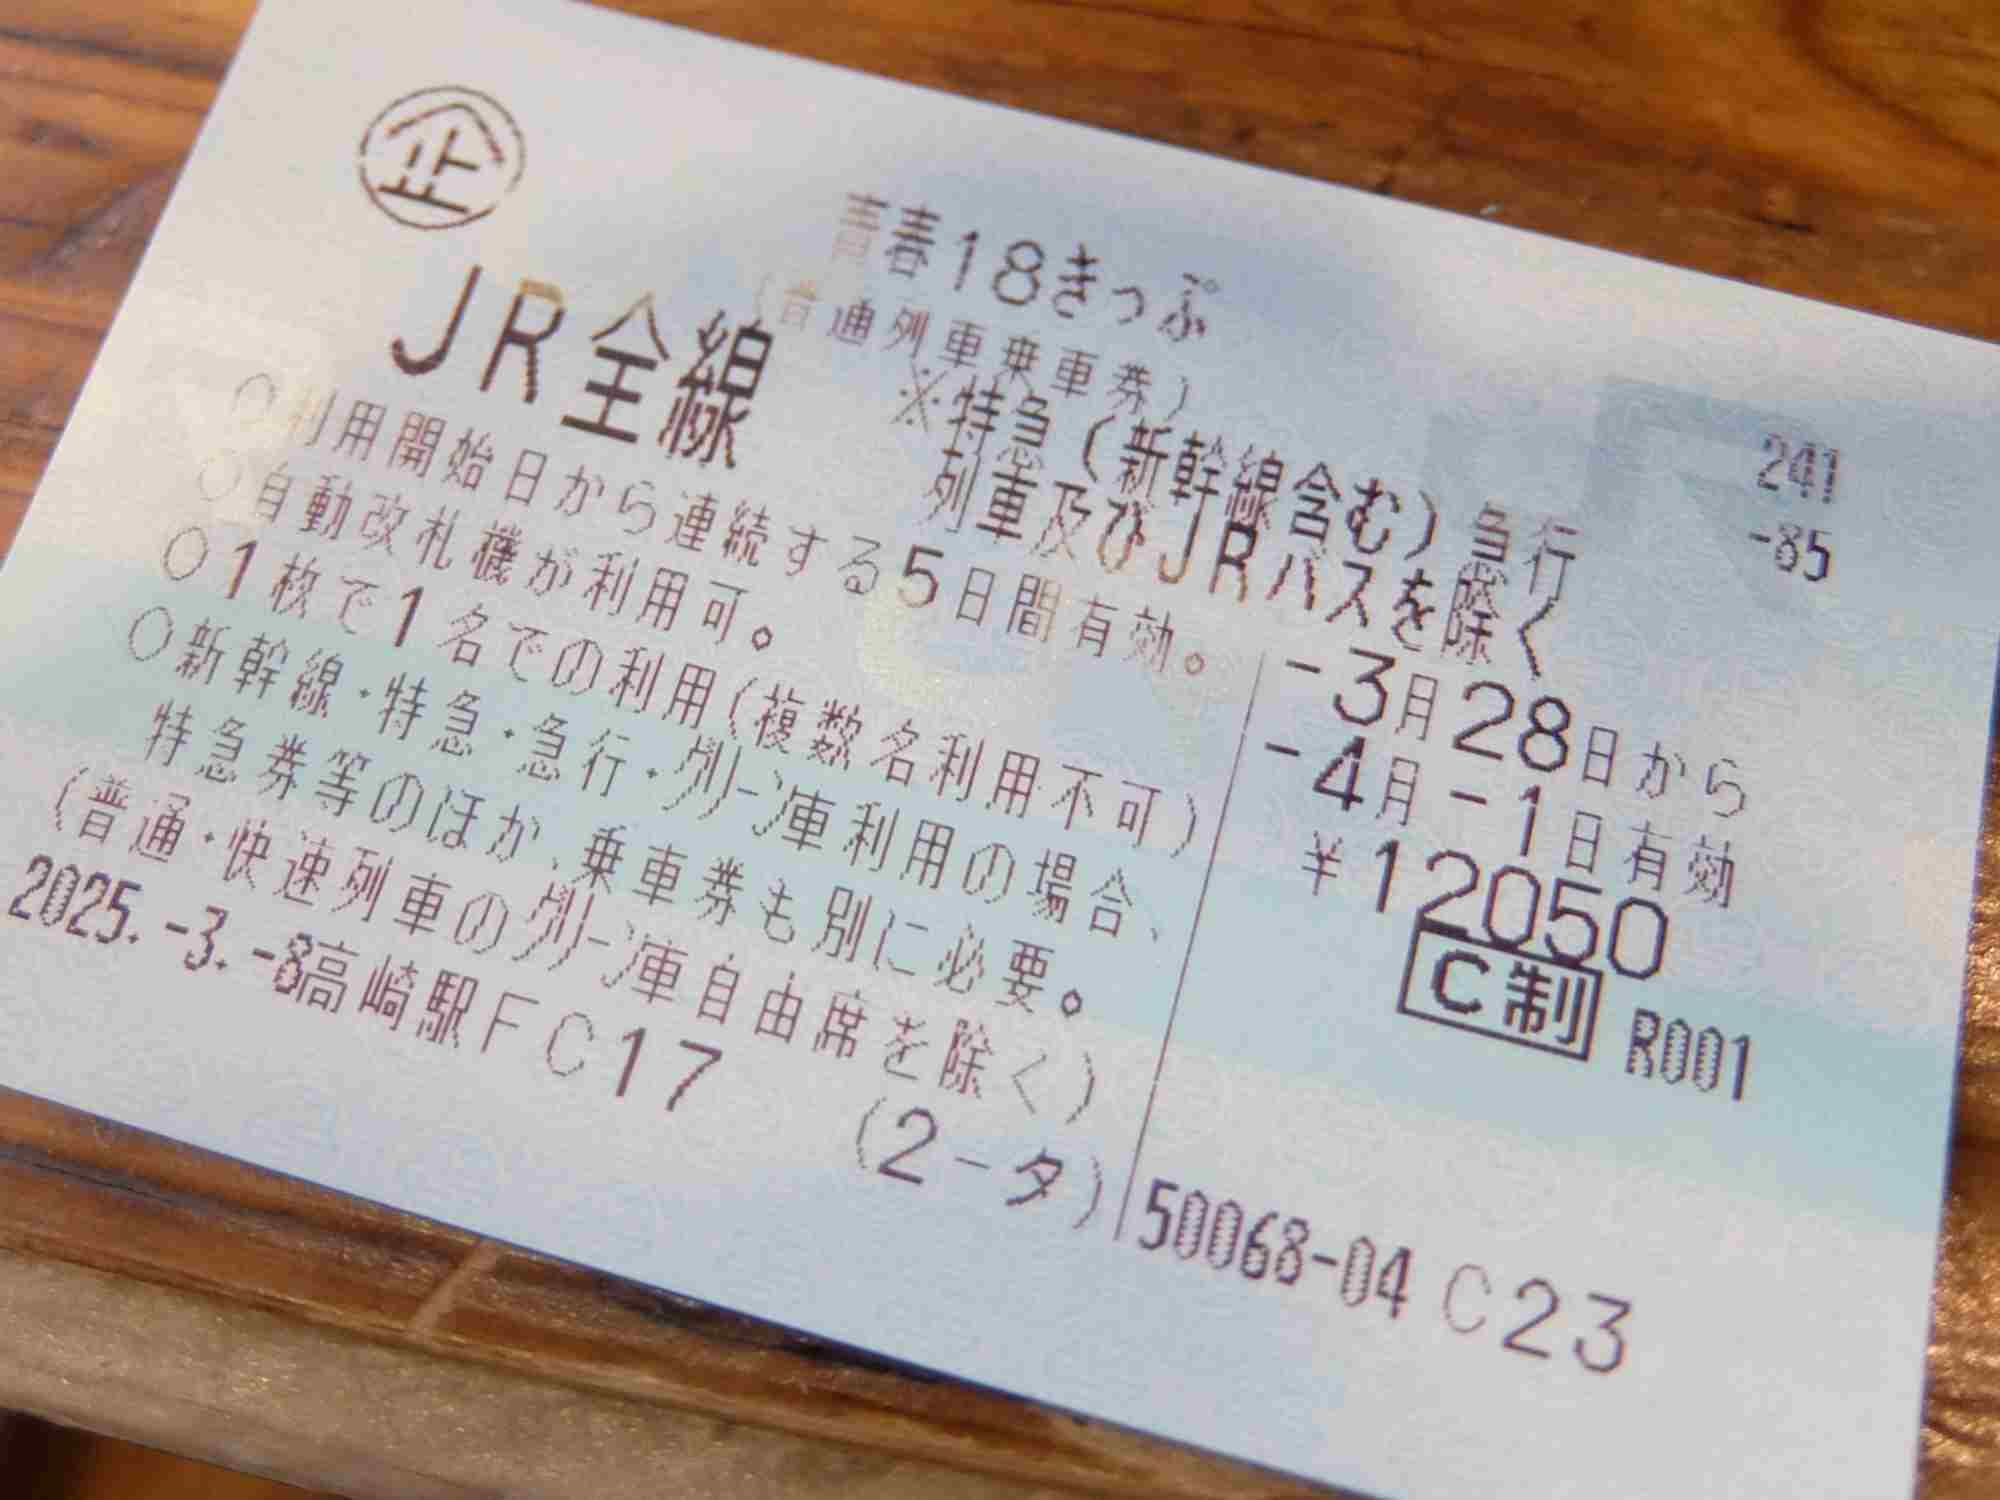 企
青春18きっぷ
(普通列車乗車券)
JR全線
※特急(新幹線含む)急行
列車及びJRバスを除く
241
-85
○利用開始日から連続する5日間有効。
○自動改札機が利用可。
○1枚で1名での利用(複数名利用不可)
○新幹線・特急・急行・グリーン車利用の場合、
特急券等のほか、乗車券も別に必要。
(普通・快速列車のグリーン車自由席を除く)
-3月28日から
-4月-1日有効
¥12050
C制 R001
2025.-3.-8高崎駅FC17
(2-タ)
50068-04 C23